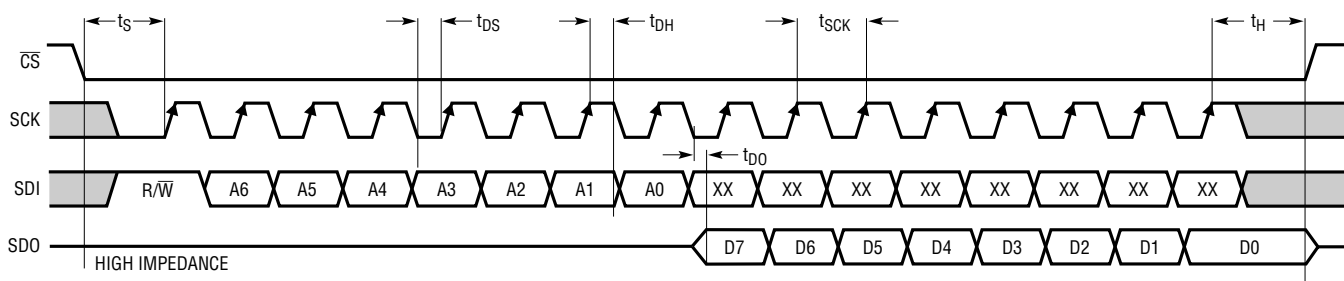 tS tDS tDH tSCK tH
CS
SCK
tDO
SDI R/W A6 A5 A4 A3 A2 A1 A0 XX XX XX XX XX XX XX XX
SDO D7 D6 D5 D4 D3 D2 D1 D0
HIGH IMPEDANCE